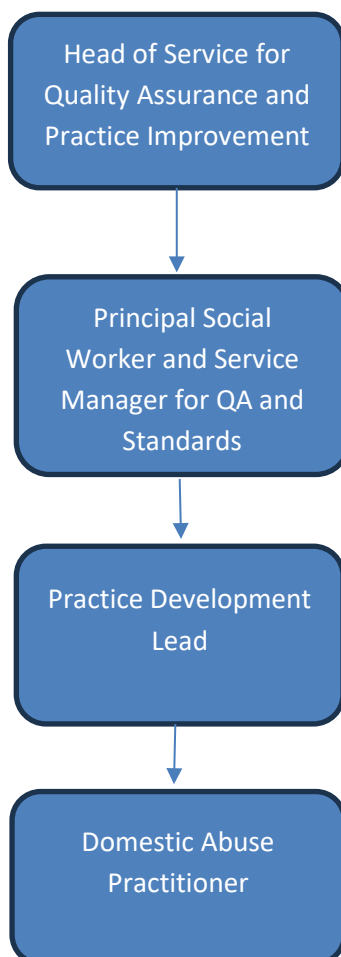 Head of Service for
Quality Assurance and
Practice Improvement
Principal Social
Worker and Service
Manager for QA and
Standards
Practice Development
Lead
Domestic Abuse
Practitioner